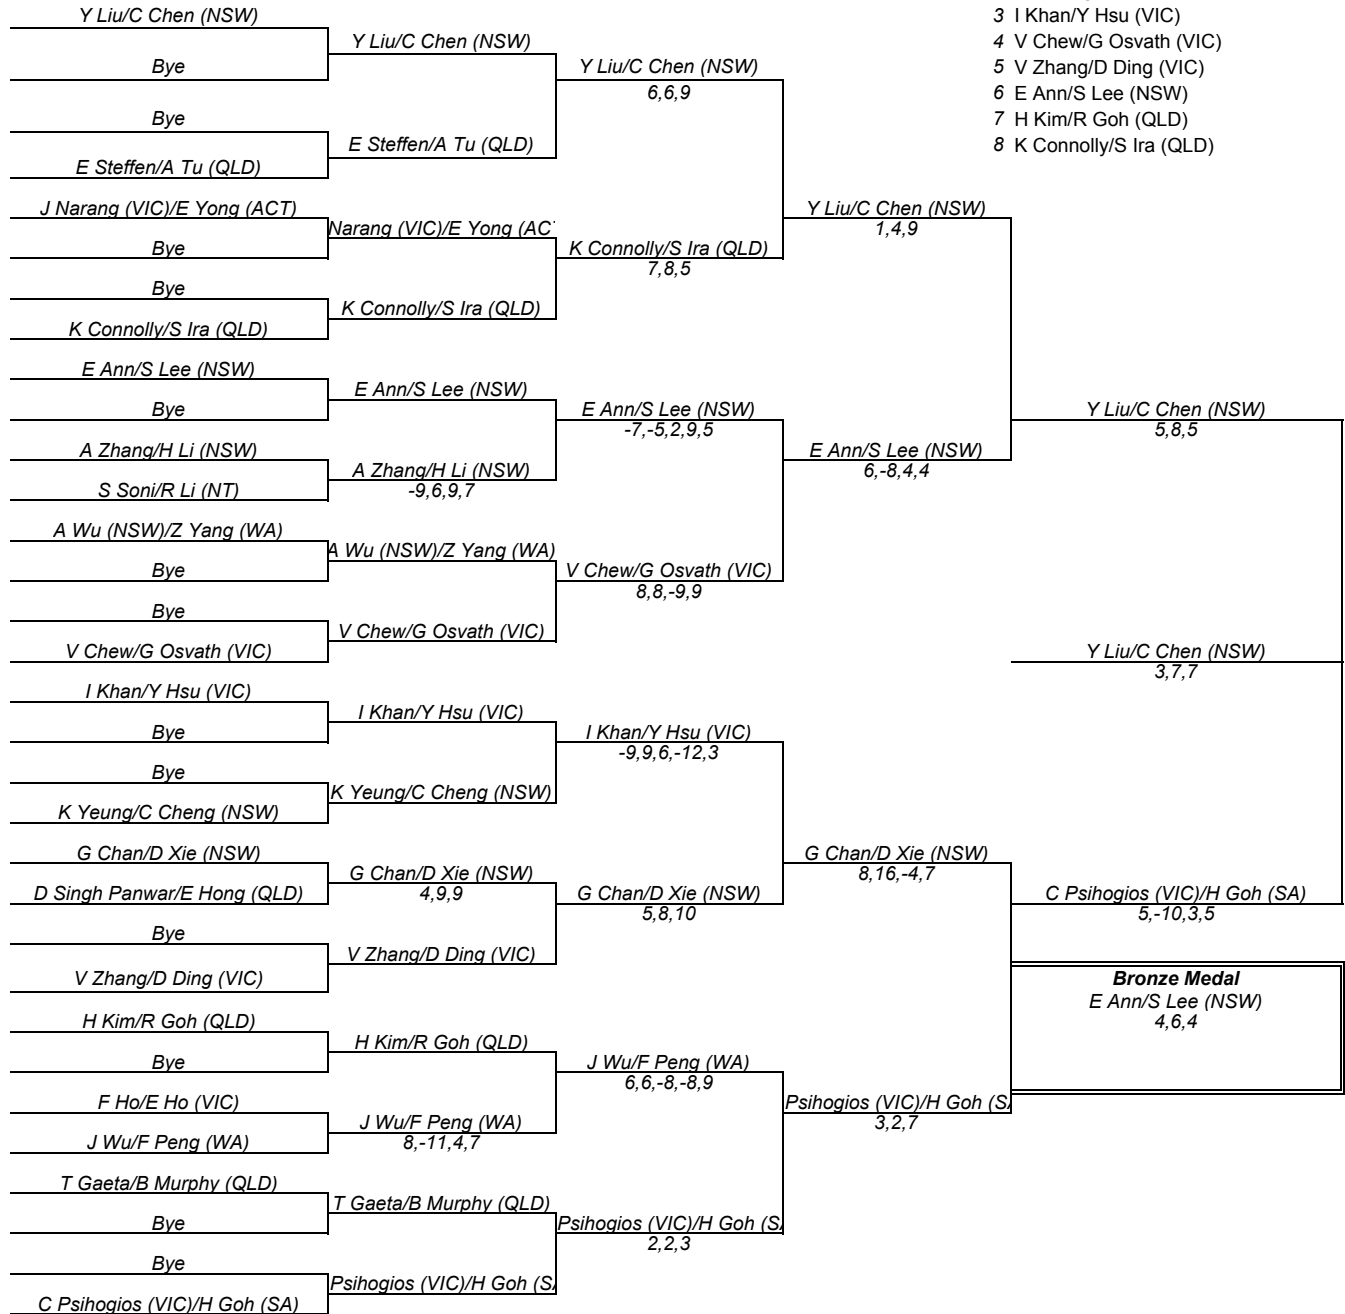 Y Liu/C Chen (NSW)
Bye
Bye
E Steffen/A Tu (QLD)
J Narang (VIC)/E Yong (ACT)
Bye
Bye
K Connolly/S Ira (QLD)
E Ann/S Lee (NSW)
Bye
A Zhang/H Li (NSW)
S Soni/R Li (NT)
A Wu (NSW)/Z Yang (WA)
Bye
Bye
V Chew/G Osvath (VIC)
I Khan/Y Hsu (VIC)
Bye
Bye
K Yeung/C Cheng (NSW)
G Chan/D Xie (NSW)
D Singh Panwar/E Hong (QLD)
Bye
V Zhang/D Ding (VIC)
H Kim/R Goh (QLD)
Bye
F Ho/E Ho (VIC)
J Wu/F Peng (WA)
T Gaeta/B Murphy (QLD)
Bye
Bye
C Psihogios (VIC)/H Goh (SA)
Y Liu/C Chen (NSW)
E Steffen/A Tu (QLD)
Narang (VIC)/E Yong (AC
K Connolly/S Ira (QLD)
E Ann/S Lee (NSW)
A Zhang/H Li (NSW)
-9,6,9,7
A Wu (NSW)/Z Yang (WA)
V Chew/G Osvath (VIC)
I Khan/Y Hsu (VIC)
K Yeung/C Cheng (NSW)
G Chan/D Xie (NSW)
4,9,9
V Zhang/D Ding (VIC)
H Kim/R Goh (QLD)
J Wu/F Peng (WA)
8,-11,4,7
T Gaeta/B Murphy (QLD)
Psihogios (VIC)/H Goh (S
Y Liu/C Chen (NSW)
6,6,9
K Connolly/S Ira (QLD)
7,8,5
E Ann/S Lee (NSW)
-7,-5,2,9,5
V Chew/G Osvath (VIC)
8,8,-9,9
I Khan/Y Hsu (VIC)
-9,9,6,-12,3
G Chan/D Xie (NSW)
5,8,10
J Wu/F Peng (WA)
6,6,-8,-8,9
Psihogios (VIC)/H Goh (S
2,2,3
Y Liu/C Chen (NSW)
1,4,9
E Ann/S Lee (NSW)
6,-8,4,4
G Chan/D Xie (NSW)
8,16,-4,7
Psihogios (VIC)/H Goh (S
3,2,7
3 I Khan/Y Hsu (VIC)
4 V Chew/G Osvath (VIC)
5 V Zhang/D Ding (VIC)
6 E Ann/S Lee (NSW)
7 H Kim/R Goh (QLD)
8 K Connolly/S Ira (QLD)
Y Liu/C Chen (NSW)
5,8,5
Y Liu/C Chen (NSW)
3,7,7
C Psihogios (VIC)/H Goh (SA)
5,-10,3,5
Bronze Medal
E Ann/S Lee (NSW)
4,6,4